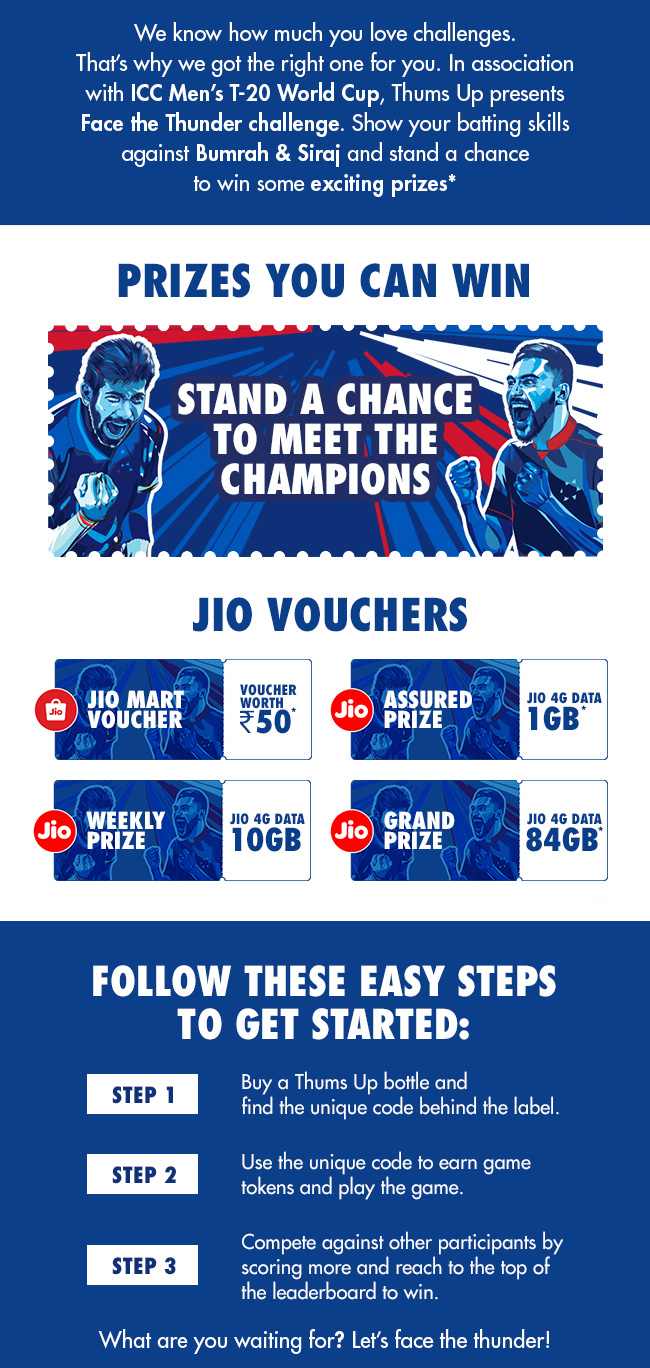 We know how much you love challenges.
That's why we got the right one for you. In association
with ICC Men's T-20 World Cup, Thums Up presents
Face the Thunder challenge. Show your batting skills
against Bumrah & Siraj and stand a chance
to win some exciting prizes*
PRIZES YOU CAN WIN
STAND A CHANCE
TO MEET THE
CHAMPIONS
JIO VOUCHERS
Jio
JIO MART
VOUCHER
VOUCHER
WORTH
₹50*
Jio
ASSURED
PRIZE
JIO 4G DATA
1GB*
Jio
WEEKLY
PRIZE
JIO 4G DATA
10GB
Jio
GRAND
PRIZE
JIO 4G DATA
84GB*
FOLLOW THESE EASY STEPS
TO GET STARTED:
STEP 1
Buy a Thums Up bottle and
find the unique code behind the label.
STEP 2
Use the unique code to earn game
tokens and play the game.
STEP 3
Compete against other participants by
scoring more and reach to the top of
the leaderboard to win.
What are you waiting for? Let's face the thunder!